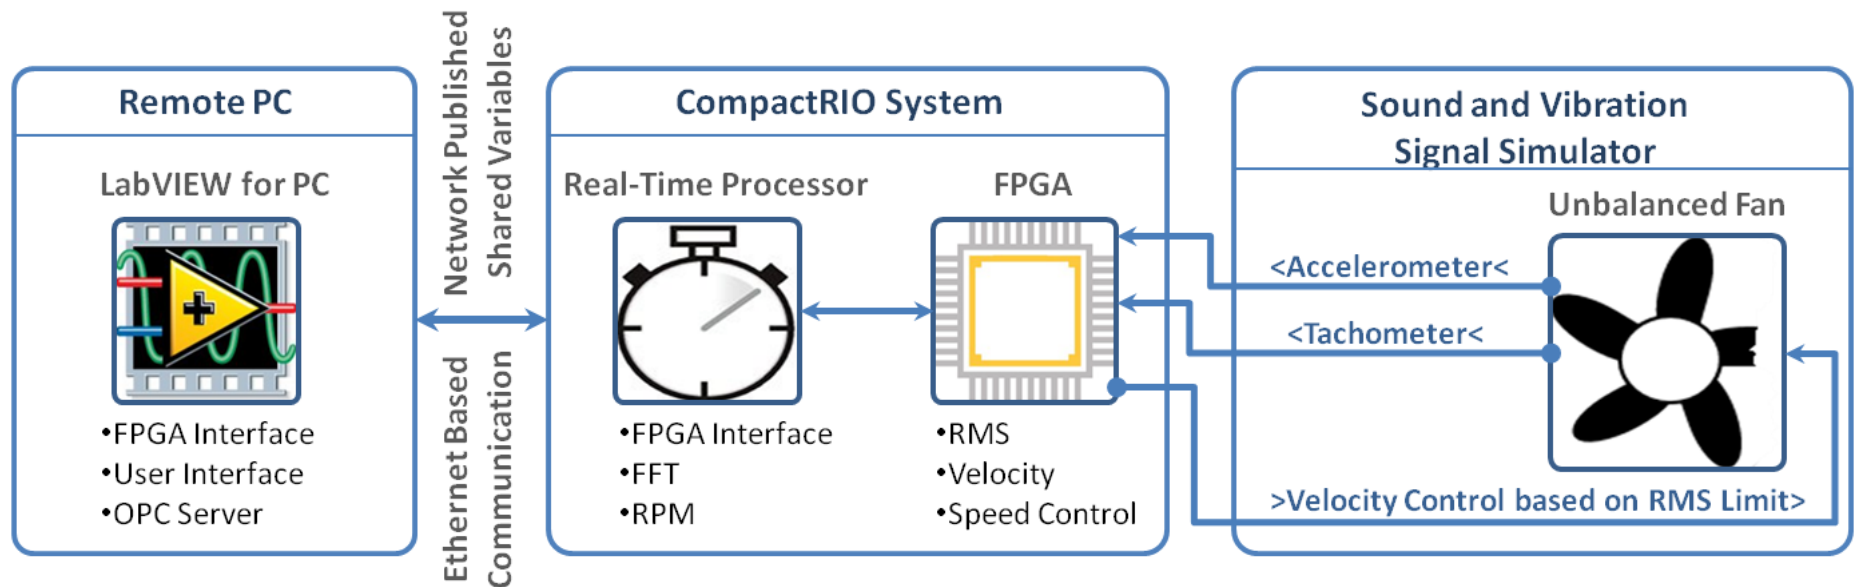 Remote PC
LabVIEW for PC
•FPGA Interface
•User Interface
•OPC Server
Network Published
Shared Variables
Ethernet Based
Communication
CompactRIO System
Real-Time Processor
•FPGA Interface
•FFT
•RPM
FPGA
•RMS
•Velocity
•Speed Control
Sound and Vibration
Signal Simulator
Unbalanced Fan
<Accelerometer<
<Tachometer<
>Velocity Control based on RMS Limit>